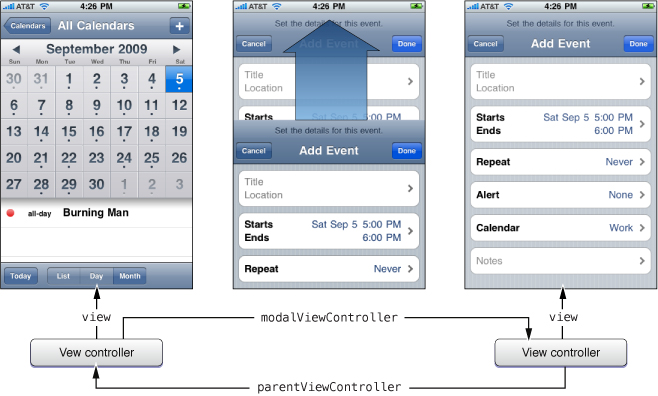 AT&T 4:26 PM
Calendars All Calendars +
September 2009
Sun Mon Tue Wed Thu Fri Sat
30 31 1 2 3 4 5
6 7 8 9 10 11 12
13 14 15 16 17 18 19
20 21 22 23 24 25 26
27 28 29 30 1 2 3
all-day Burning Man
Today List Day Month
AT&T 4:26 PM
Set the details for this event.
Cancel Done
Title
Location
Starts 5:00 PM
Set the details for this event.
Cancel Add Event Done
Title
Location
Starts Sat Sep 5 5:00 PM
Ends 6:00 PM
Repeat Never
AT&T 4:26 PM
Set the details for this event.
Cancel Add Event Done
Title
Location
Starts Sat Sep 5 5:00 PM
Ends 6:00 PM
Repeat Never
Alert None
Calendar Work
Notes
view
view
modalViewController
Vew controller
View controller
parentViewController